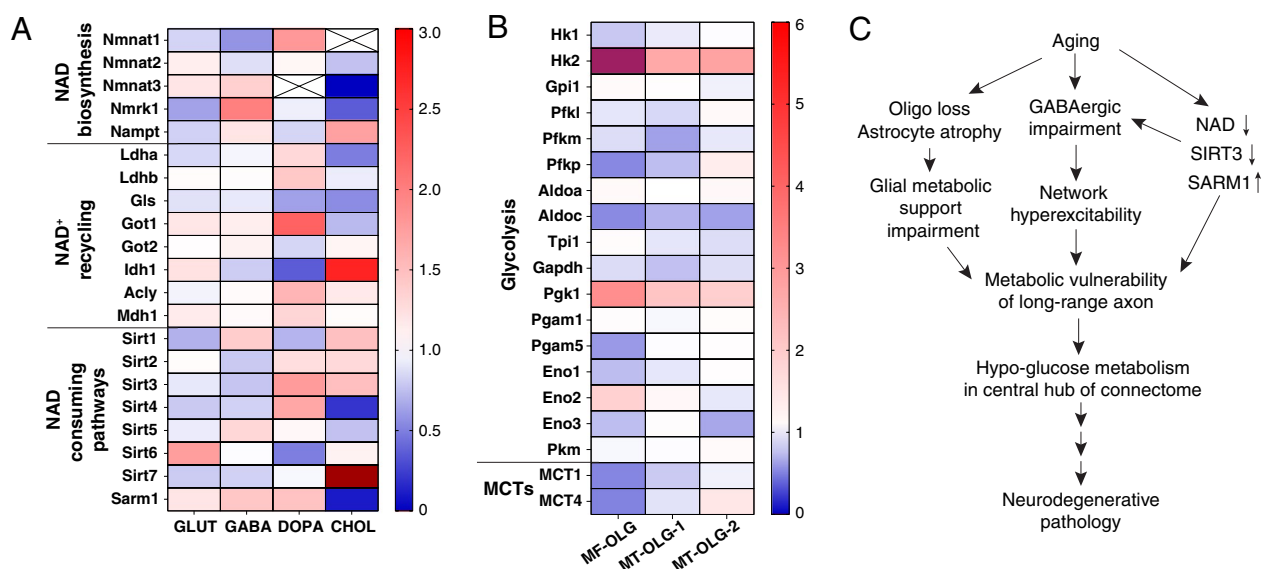 A
NAD
biosynthesis
NAD+
recycling
NAD
consuming
pathways
Nmnat1
Nmnat2
Nmnat3
Nmrk1
Nampt
Ldha
Ldhb
Gls
Got1
Got2
Idh1
Acly
Mdh1
Sirt1
Sirt2
Sirt3
Sirt4
Sirt5
Sirt6
Sirt7
Sarm1
GLUT GABA DOPA CHOL
3.0
2.5
2.0
1.5
1.0
0.5
0
B
Glycolysis
MCTs
Hk1
Hk2
Gpi1
Pfkl
Pfkm
Pfkp
Aldoa
Aldoc
Tpi1
Gapdh
Pgk1
Pgam1
Pgam5
Eno1
Eno2
Eno3
Pkm
MCT1
MCT4
MF-OLG
MT-OLG-1
MT-OLG-2
6
5
4
3
2
1
0
C
Aging
Oligo loss
Astrocyte atrophy
GABAergic
impairment
NAD ↓
SIRT3 ↓
SARM1 ↑
Glial metabolic
support
impairment
Network
hyperexcitability
Metabolic vulnerability
of long-range axon
Hypo-glucose metabolism
in central hub of connectome
Neurodegenerative
pathology